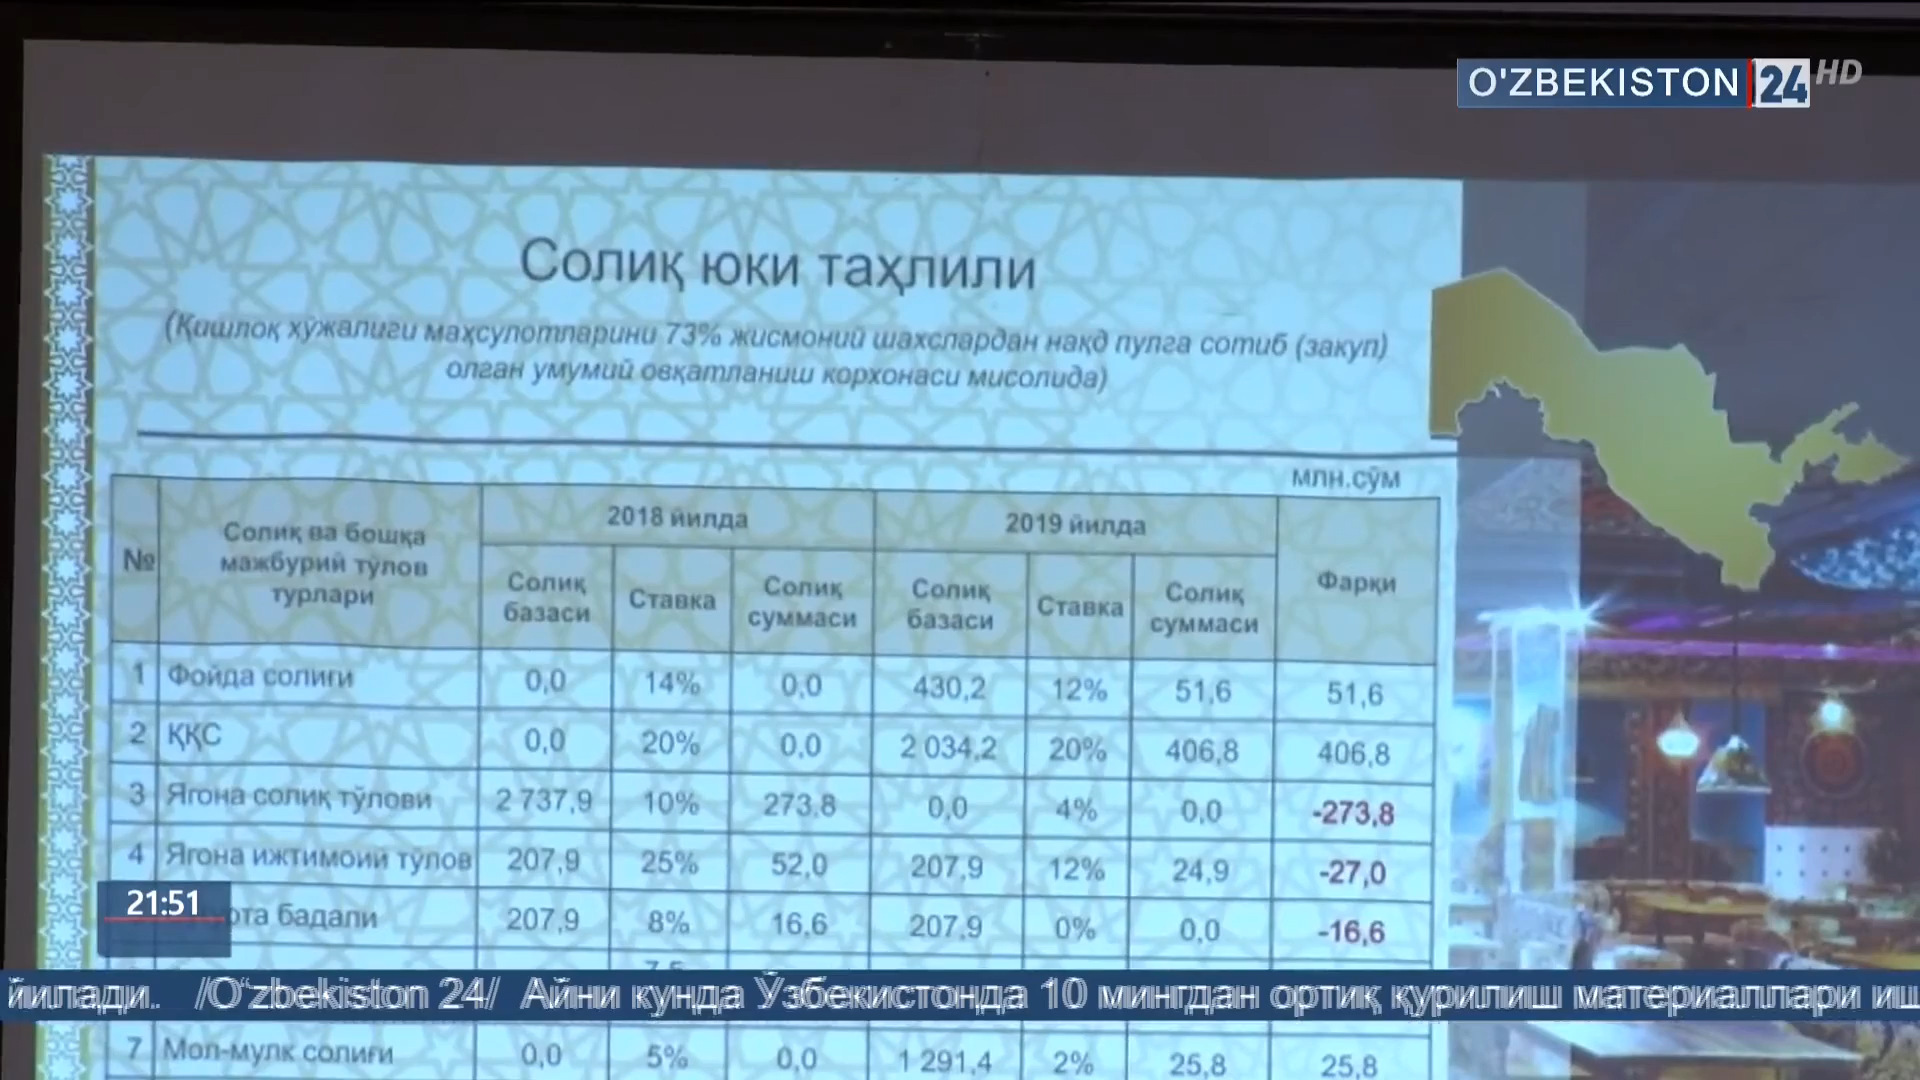 O'ZBEKISTON 24 HD
Солиқ юки таҳлили
(Қишлоқ хўжалиги маҳсулотларини 73% жисмоний шахслардан нақд пулга сотиб (закуп)
олган умумий овқатланиш корхонаси мисолида)
млн.сўм
№ Солиқ ва бошқа мажбурий тўлов турлари 2018 йилда 2019 йилда Фарқи
Солиқ базаси Ставка Солиқ суммаси Солиқ базаси Ставка Солиқ суммаси
1 Фойда солиғи 0,0 14% 0,0 430,2 12% 51,6 51,6
2 ҚҚС 0,0 20% 0,0 2 034,2 20% 406,8 406,8
3 Ягона солиқ тўлови 2 737,9 10% 273,8 0,0 4% 0,0 -273,8
4 Ягона ижтимоий тўлов 207,9 25% 52,0 207,9 12% 24,9 -27,0
21:51
бадали 207,9 8% 16,6 207,9 0% 0,0 -16,6
йилади. /O“zbekiston 24/ Айни кунда Ўзбекистонда 10 мингдан ортиқ қурилиш материаллари иш
7 Мол-мулк солиғи 0,0 5% 0,0 1 291,4 2% 25,8 25,8